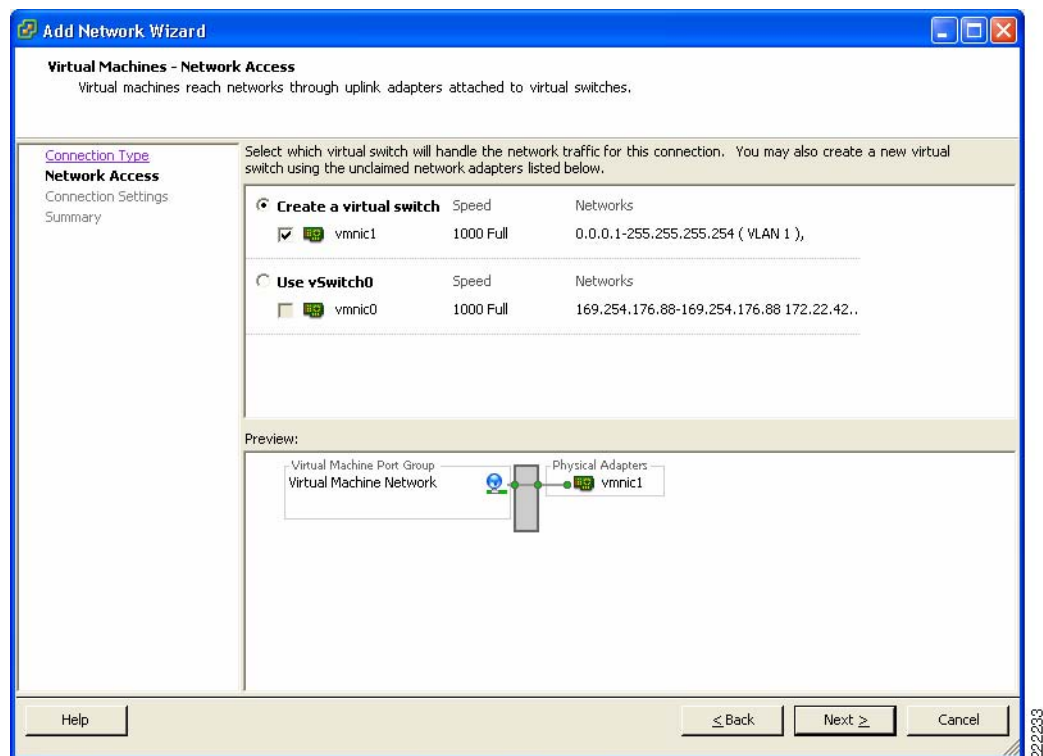 Add Network Wizard
Virtual Machines - Network Access
Virtual machines reach networks through uplink adapters attached to virtual switches.
Connection Type
Network Access
Connection Settings
Summary
Select which virtual switch will handle the network traffic for this connection. You may also create a new virtual
switch using the unclaimed network adapters listed below.
Create a virtual switch Speed Networks
vmnic1 1000 Full 0.0.0.1-255.255.255.254 ( VLAN 1 ),
Use vSwitch0 Speed Networks
vmnic0 1000 Full 169.254.176.88-169.254.176.88 172.22.42..
Preview:
Virtual Machine Port Group Physical Adapters
Virtual Machine Network vmnic1
Help ≤ Back Next ≥ Cancel
222233